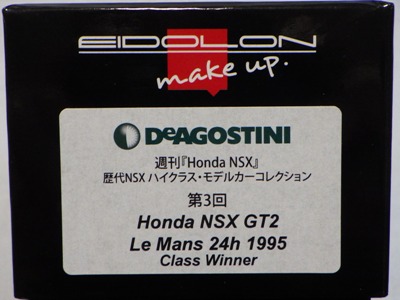 EIDOLON
make up.
DeAGOSTINI
週刊『Honda NSX』
歴代NSX ハイクラス・モデルカーコレクション
第3回
Honda NSX GT2
Le Mans 24h 1995
Class Winner